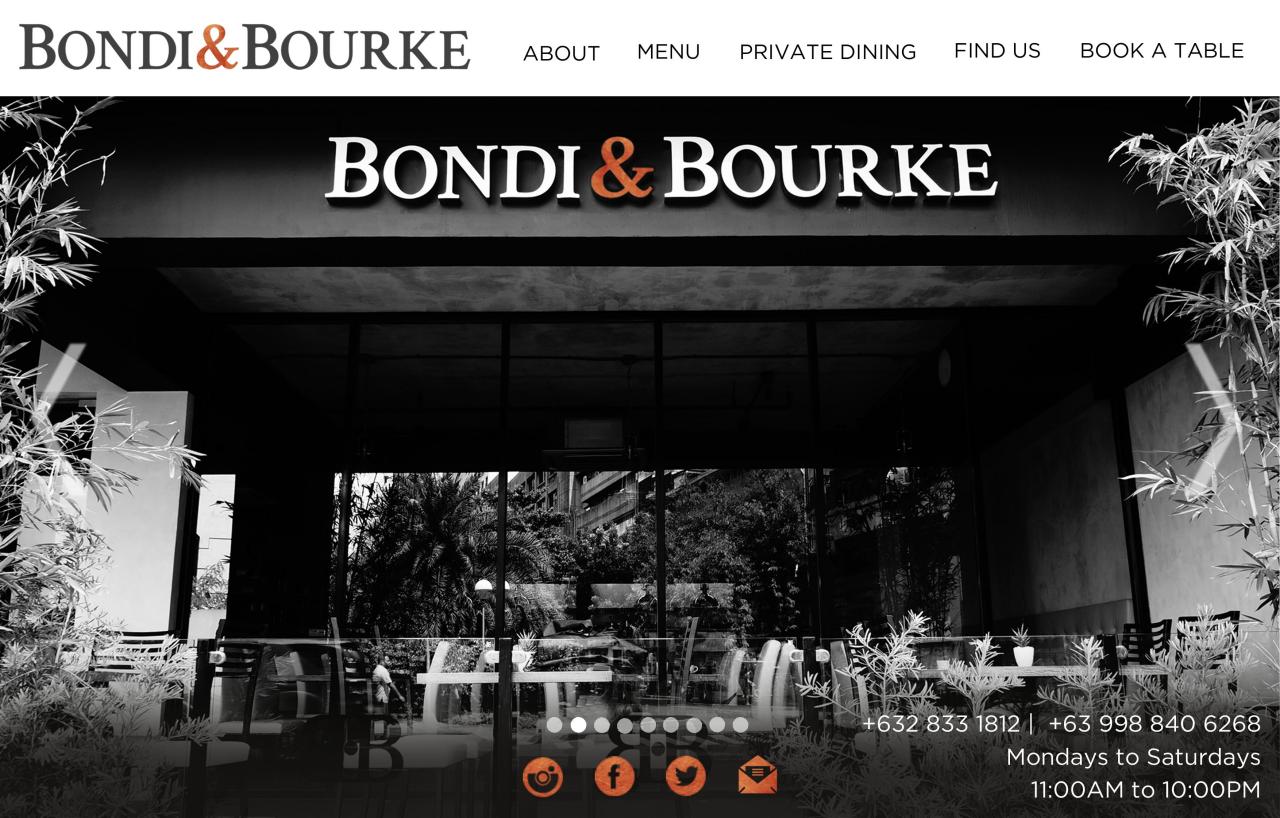 BONDI&BOURKE
ABOUT MENU PRIVATE DINING FIND US BOOK A TABLE
BONDI&BOURKE
+632 833 1812 | +63 998 840 6268
Mondays to Saturdays
11:00AM to 10:00PM